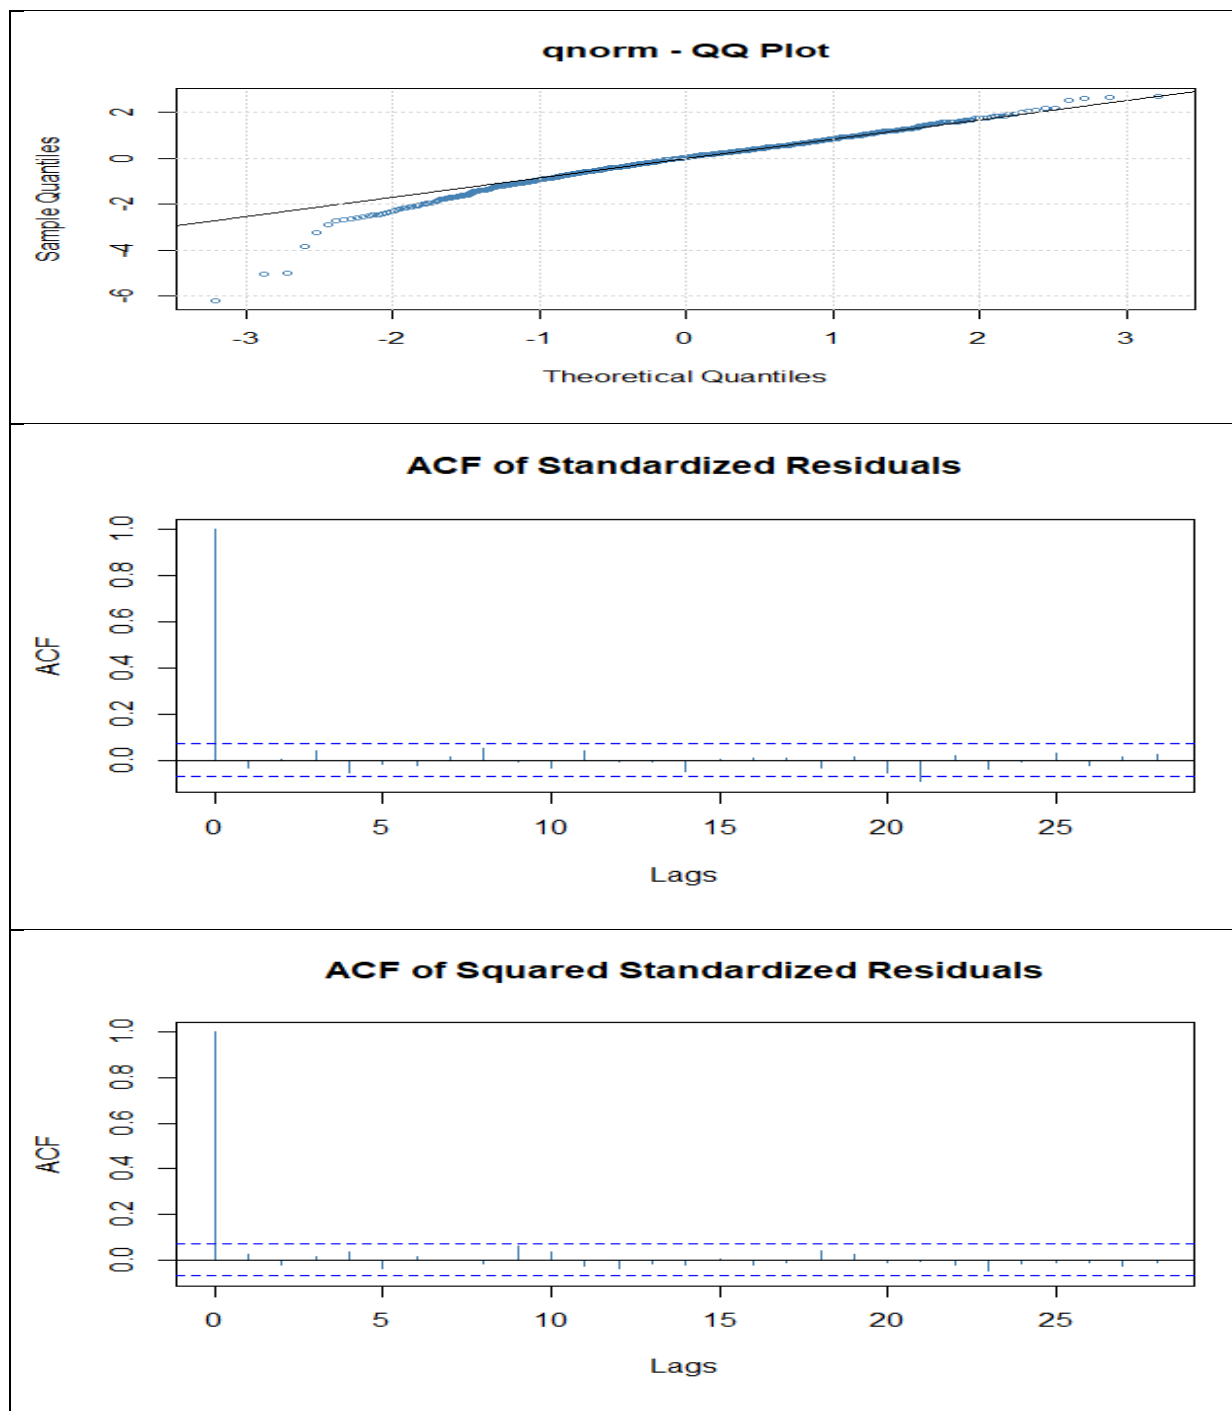 qnorm - QQ Plot
Sample Quantiles
2
0
-2
-4
-6
-3 -2 -1 0 1 2 3
Theoretical Quantiles
ACF of Standardized Residuals
ACF
1.0
0.8
0.6
0.4
0.2
0.0
0 5 10 15 20 25
Lags
ACF of Squared Standardized Residuals
ACF
1.0
0.8
0.6
0.4
0.2
0.0
0 5 10 15 20 25
Lags